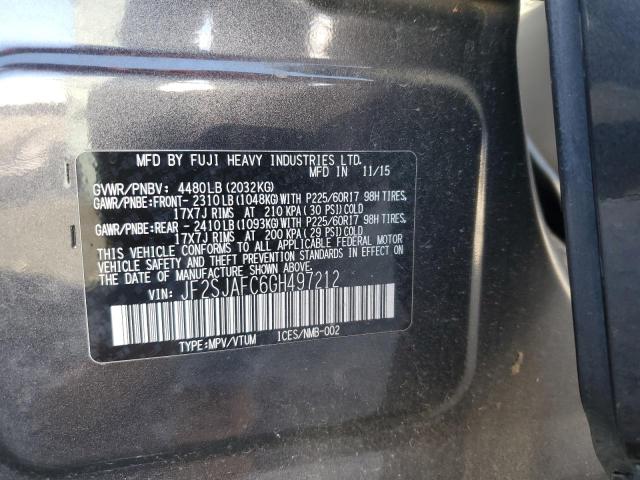 MFD BY FUJI HEAVY INDUSTRIES LTD.
MFD IN 11/15
GVWR/PNBV: 4480LB(2032KG)
GAWR/PNBE:FRONT- 2310LB(1048KG)WITH P225/60R17 98H TIRES,
17X7J RIMS AT 210 KPA(30 PSI)COLD
GAWR/PNBE:REAR - 2410LB(1093KG)WITH P225/60R17 98H TIRES,
17X7J RIMS AT 200 KPA(29 PSI)COLD
THIS VEHICLE CONFORMS TO ALL APPLICABLE FEDERAL MOTOR
VEHICLE SAFETY AND THEFT PREVENTION STANDARDS IN EFFECT ON
THE DATE OF MANUFACTURE SHOWN ABOVE.
VIN: JF2SJAFC6GH497212
TYPE:MPV/VTUM ICES/NMB-002